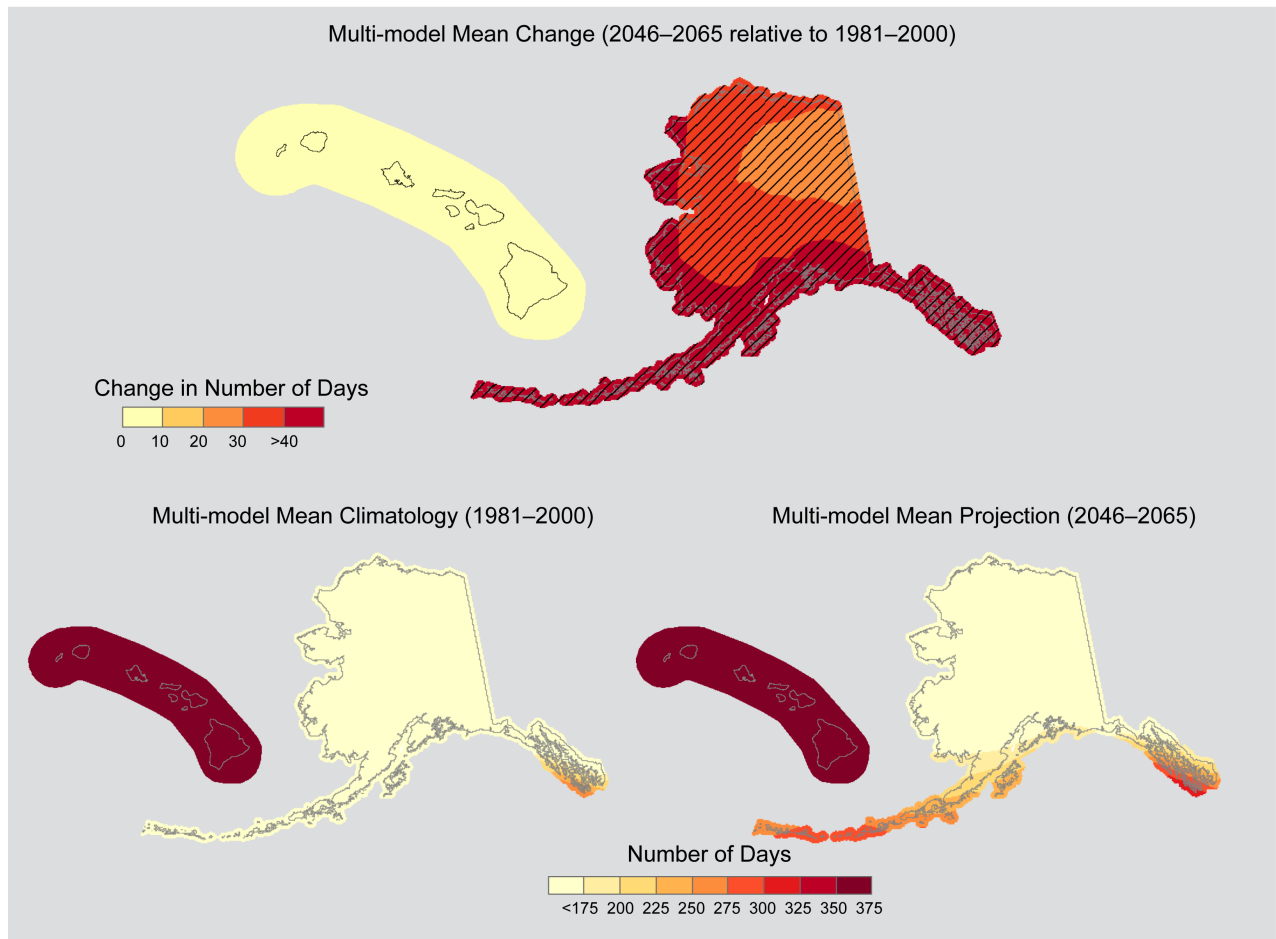 Multi-model Mean Change (2046–2065 relative to 1981–2000)
Change in Number of Days
0 10 20 30 >40
Multi-model Mean Climatology (1981–2000)
Multi-model Mean Projection (2046–2065)
Number of Days
<175 200 225 250 275 300 325 350 375